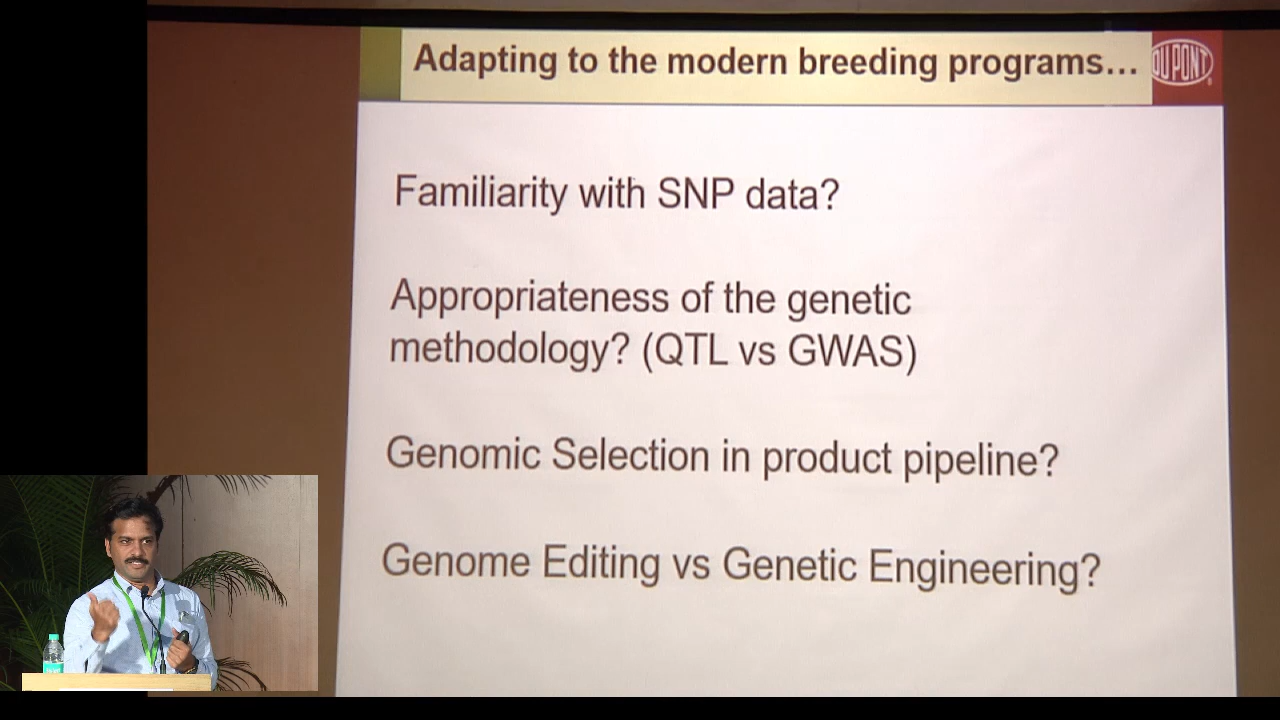 Adapting to the modern breeding programs...
DUPONT
Familiarity with SNP data?
Appropriateness of the genetic
methodology? (QTL vs GWAS)
Genomic Selection in product pipeline?
Genome Editing vs Genetic Engineering?